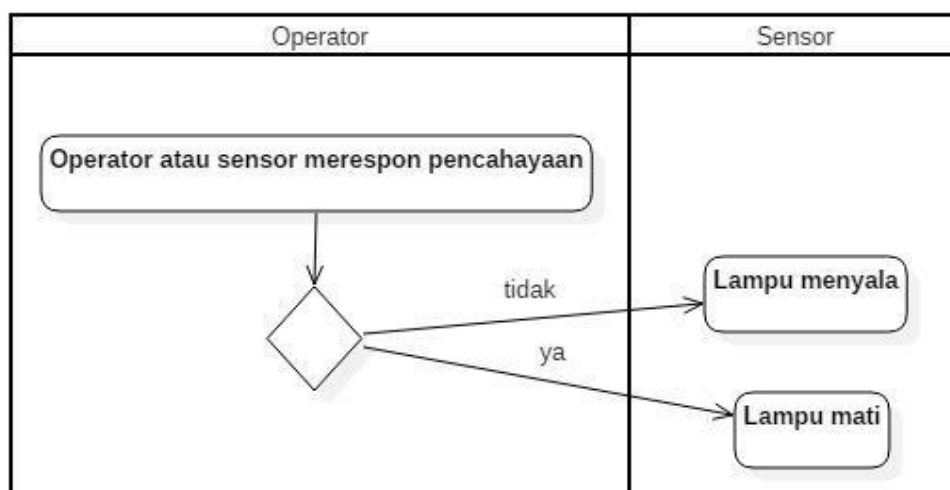 Operator
Sensor
Operator atau sensor merespon pencahayaan
tidak
Lampu menyala
ya
Lampu mati